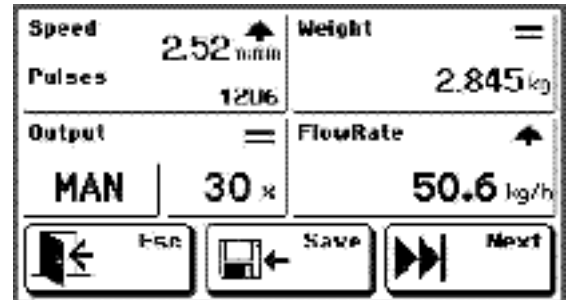 Speed
2.52 m/min
Pulses
1206
Weight
2.845 kg
Output
MAN 30 %
FlowRate
50.6 kg/h
Esc Save Next